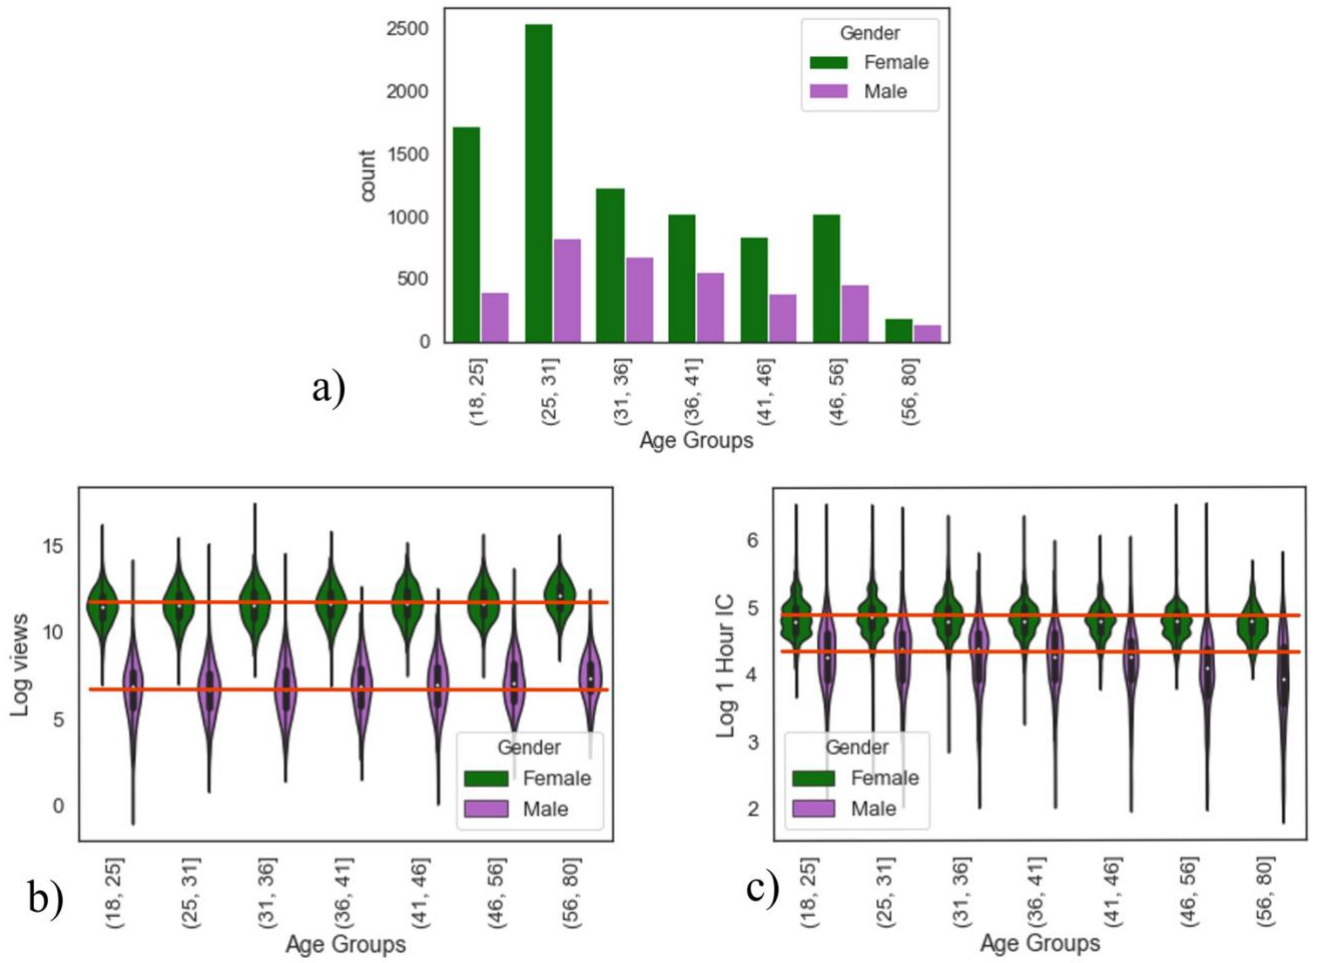 2500
2000
1500
1000
500
0
count
Gender
Female
Male
(18, 25]
(25, 31]
(31, 36]
(36, 41]
(41, 46]
(46, 56]
(56, 80]
Age Groups
a)
15
10
5
0
Log views
Gender
Female
Male
(18, 25]
(25, 31]
(31, 36]
(36, 41]
(41, 46]
(46, 56]
(56, 80]
Age Groups
b)
6
5
4
3
2
Log 1 Hour IC
Gender
Female
Male
(18, 25]
(25, 31]
(31, 36]
(36, 41]
(41, 46]
(46, 56]
(56, 80]
Age Groups
c)